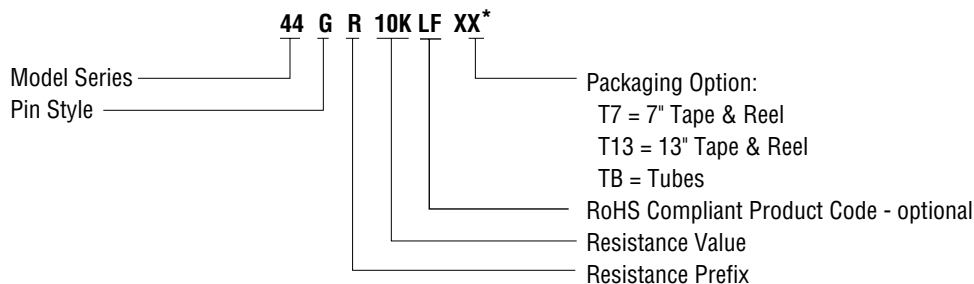 44 G R 10K LF XX*
Model Series
Pin Style
Packaging Option:
T7 = 7" Tape & Reel
T13 = 13" Tape & Reel
TB = Tubes
RoHS Compliant Product Code - optional
Resistance Value
Resistance Prefix